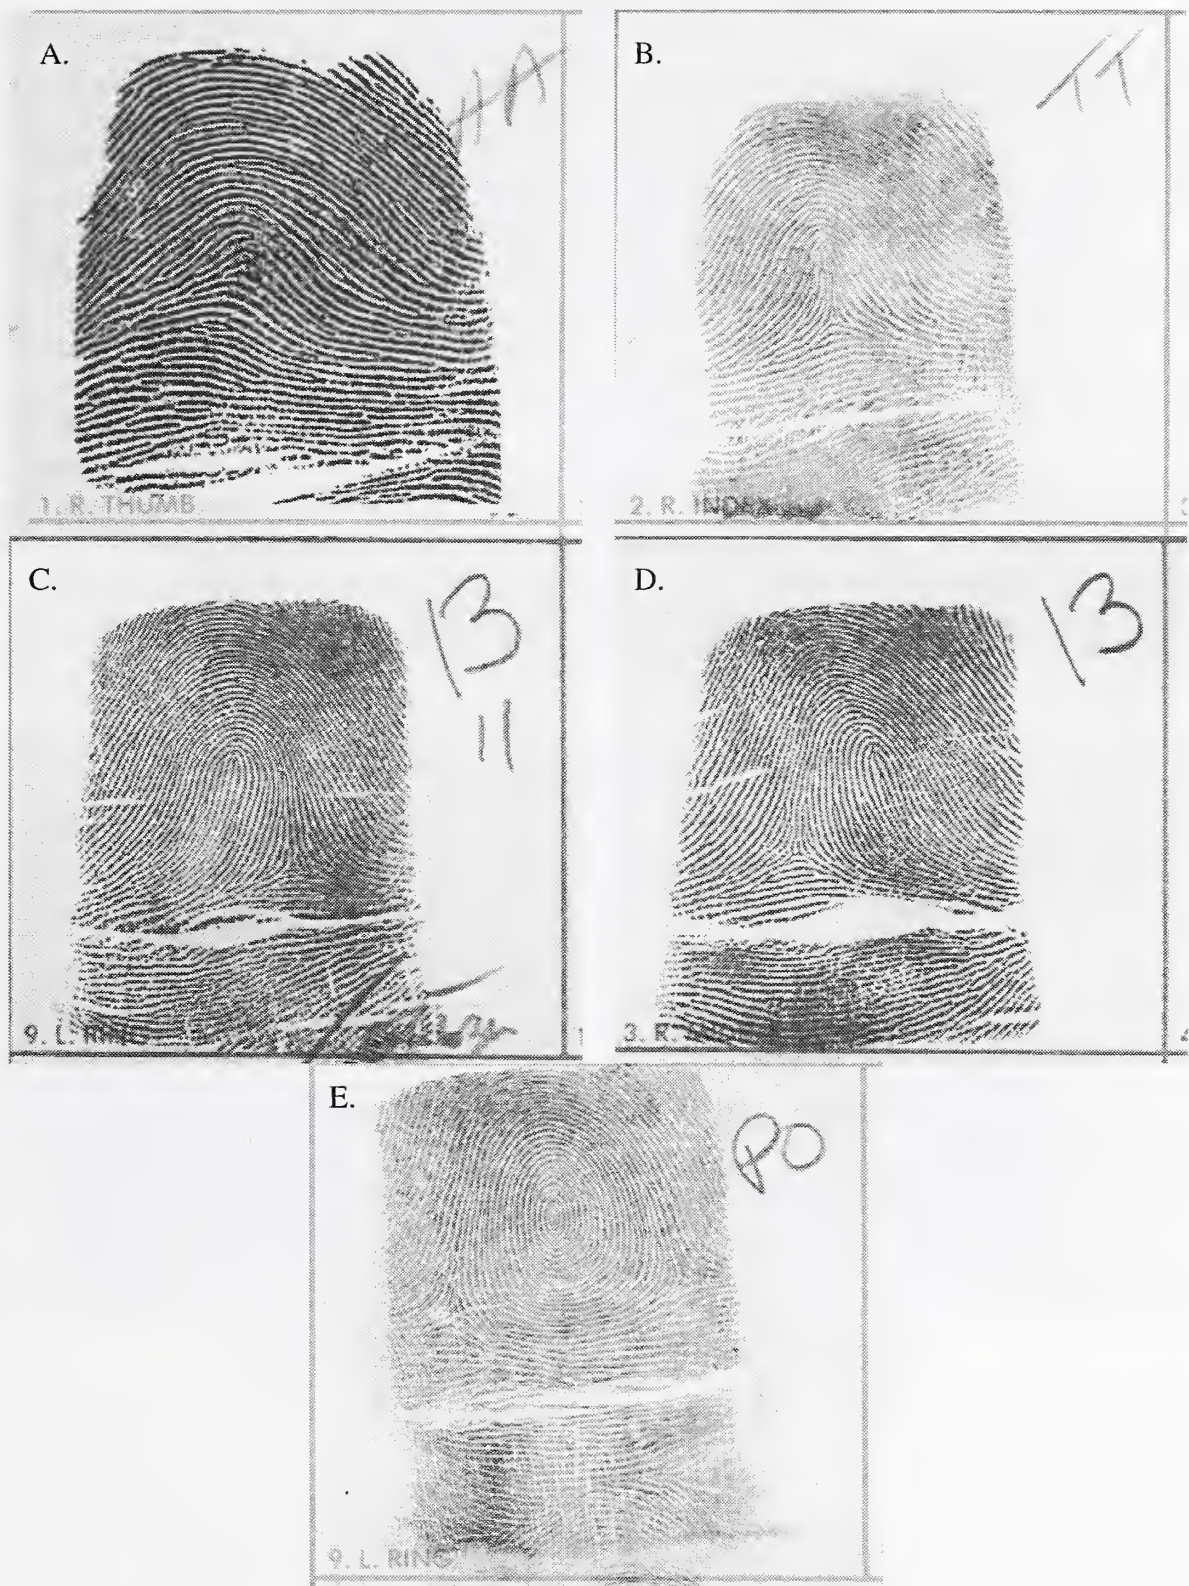 A.
HA
1. R. THUMB
B.
TT
2. R. INDEX
C.
13
11
9. L. RING
D.
13
3. R.
E.
PO
9. L. RING